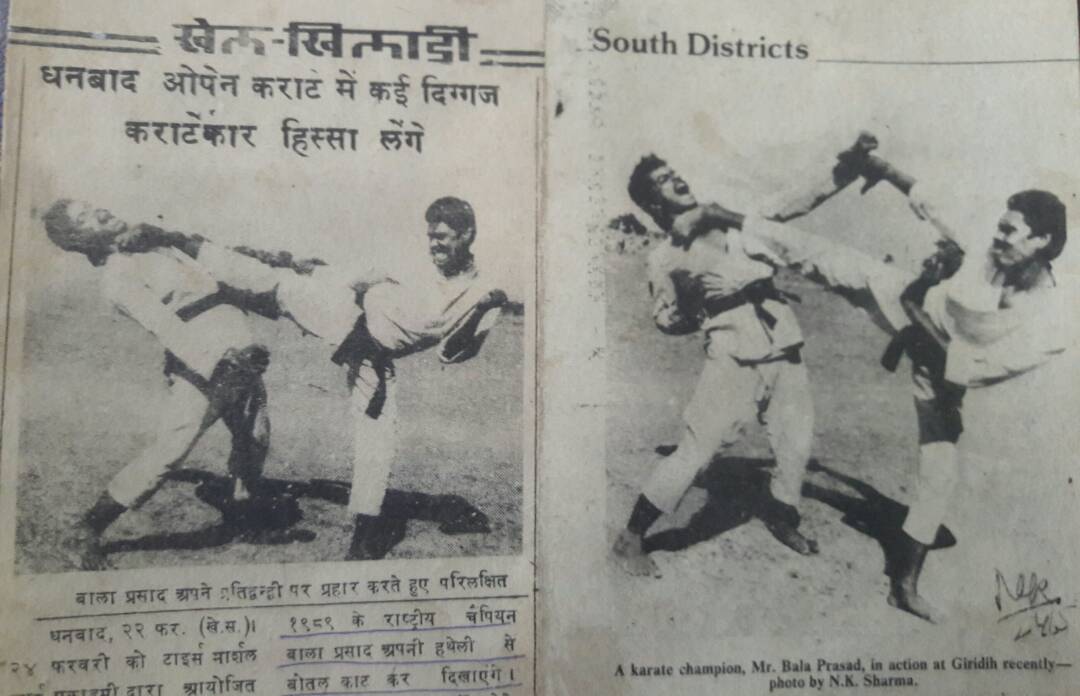 खेल-खिलाड़ी
धनबाद ओपेन कराटे में कई दिग्गज
कराटेकार हिस्सा लेंगे
बाला प्रसाद अपने प्रतिद्वन्द्वी पर प्रहार करते हुए परिलक्षित
धनबाद, २२ फर. (खे.स.)।
२४ फरवरी को टाइर्स मार्शल
द्वारा आयोजित
१९८९ के राष्ट्रीय चैंपियन
बाला प्रसाद अपनी हथेली से
बोतल काट कर दिखाएंगे।
South Districts
A karate champion, Mr. Bala Prasad, in action at Giridih recently—
photo by N.K. Sharma.